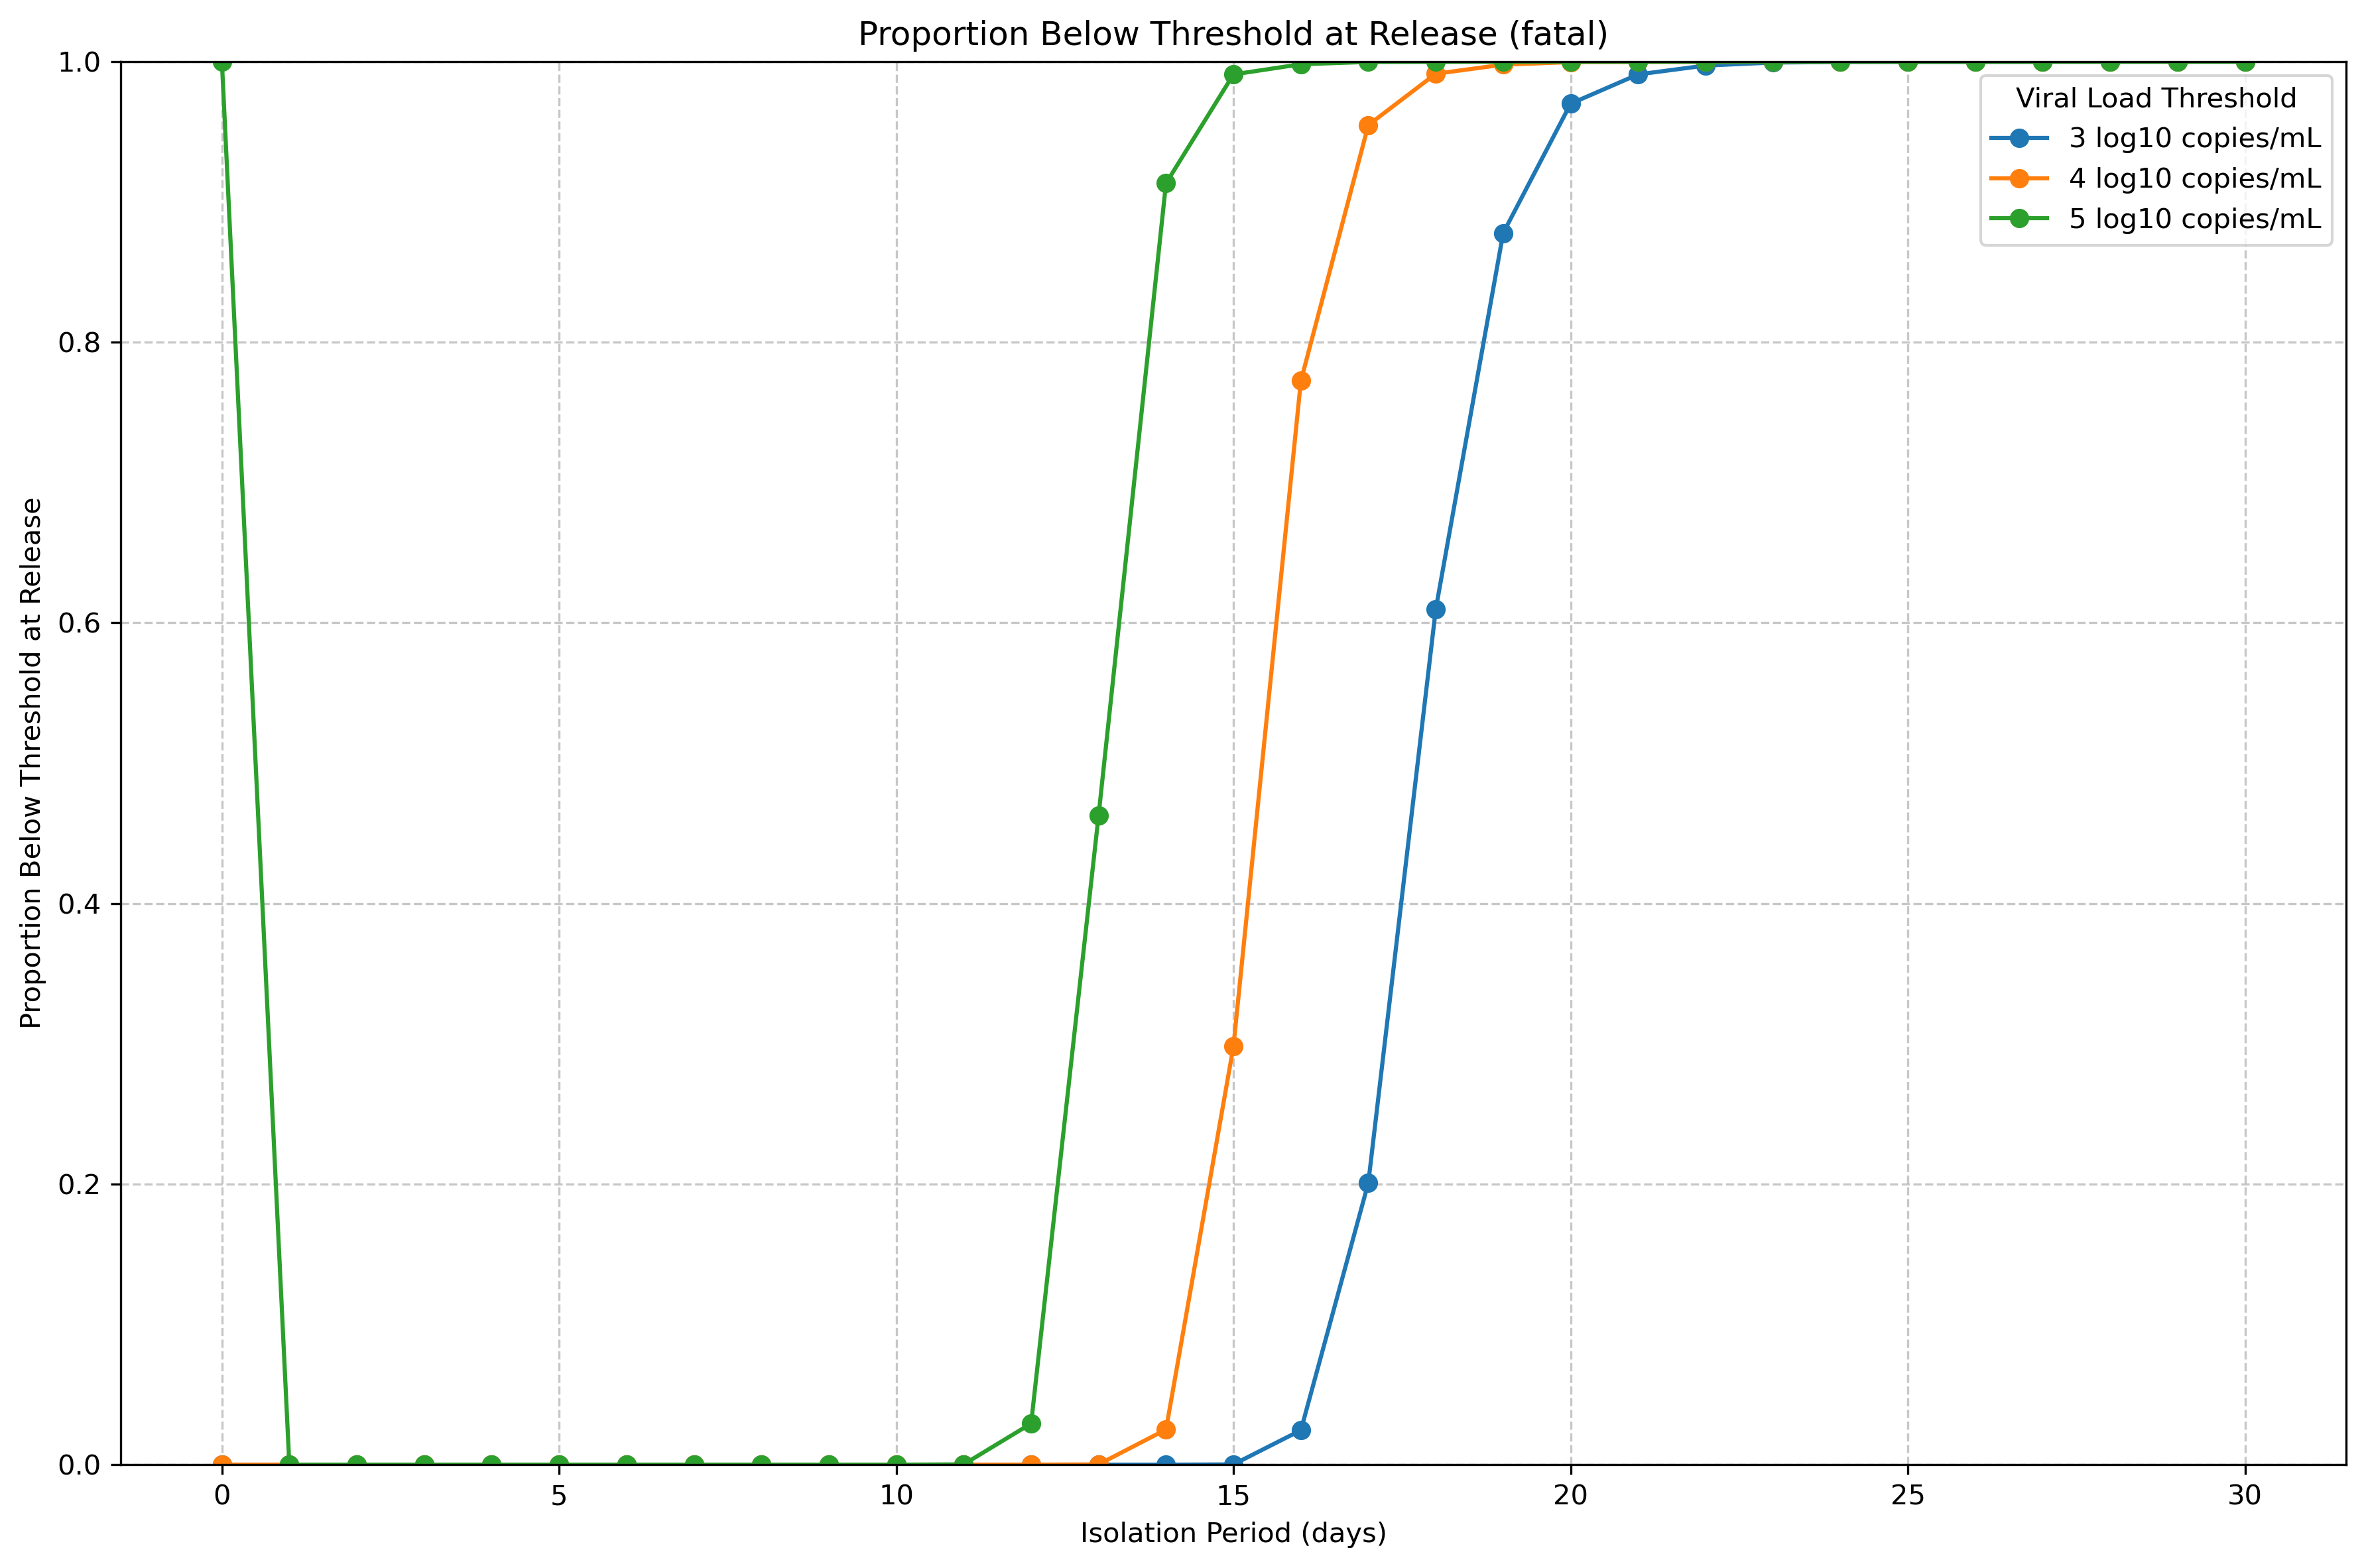 Proportion Below Threshold at Release (fatal)
Proportion Below Threshold at Release
1.0
0.8
0.6
0.4
0.2
0.0
0
5
10
15
20
25
30
Isolation Period (days)
Viral Load Threshold
3 log10 copies/mL
4 log10 copies/mL
5 log10 copies/mL